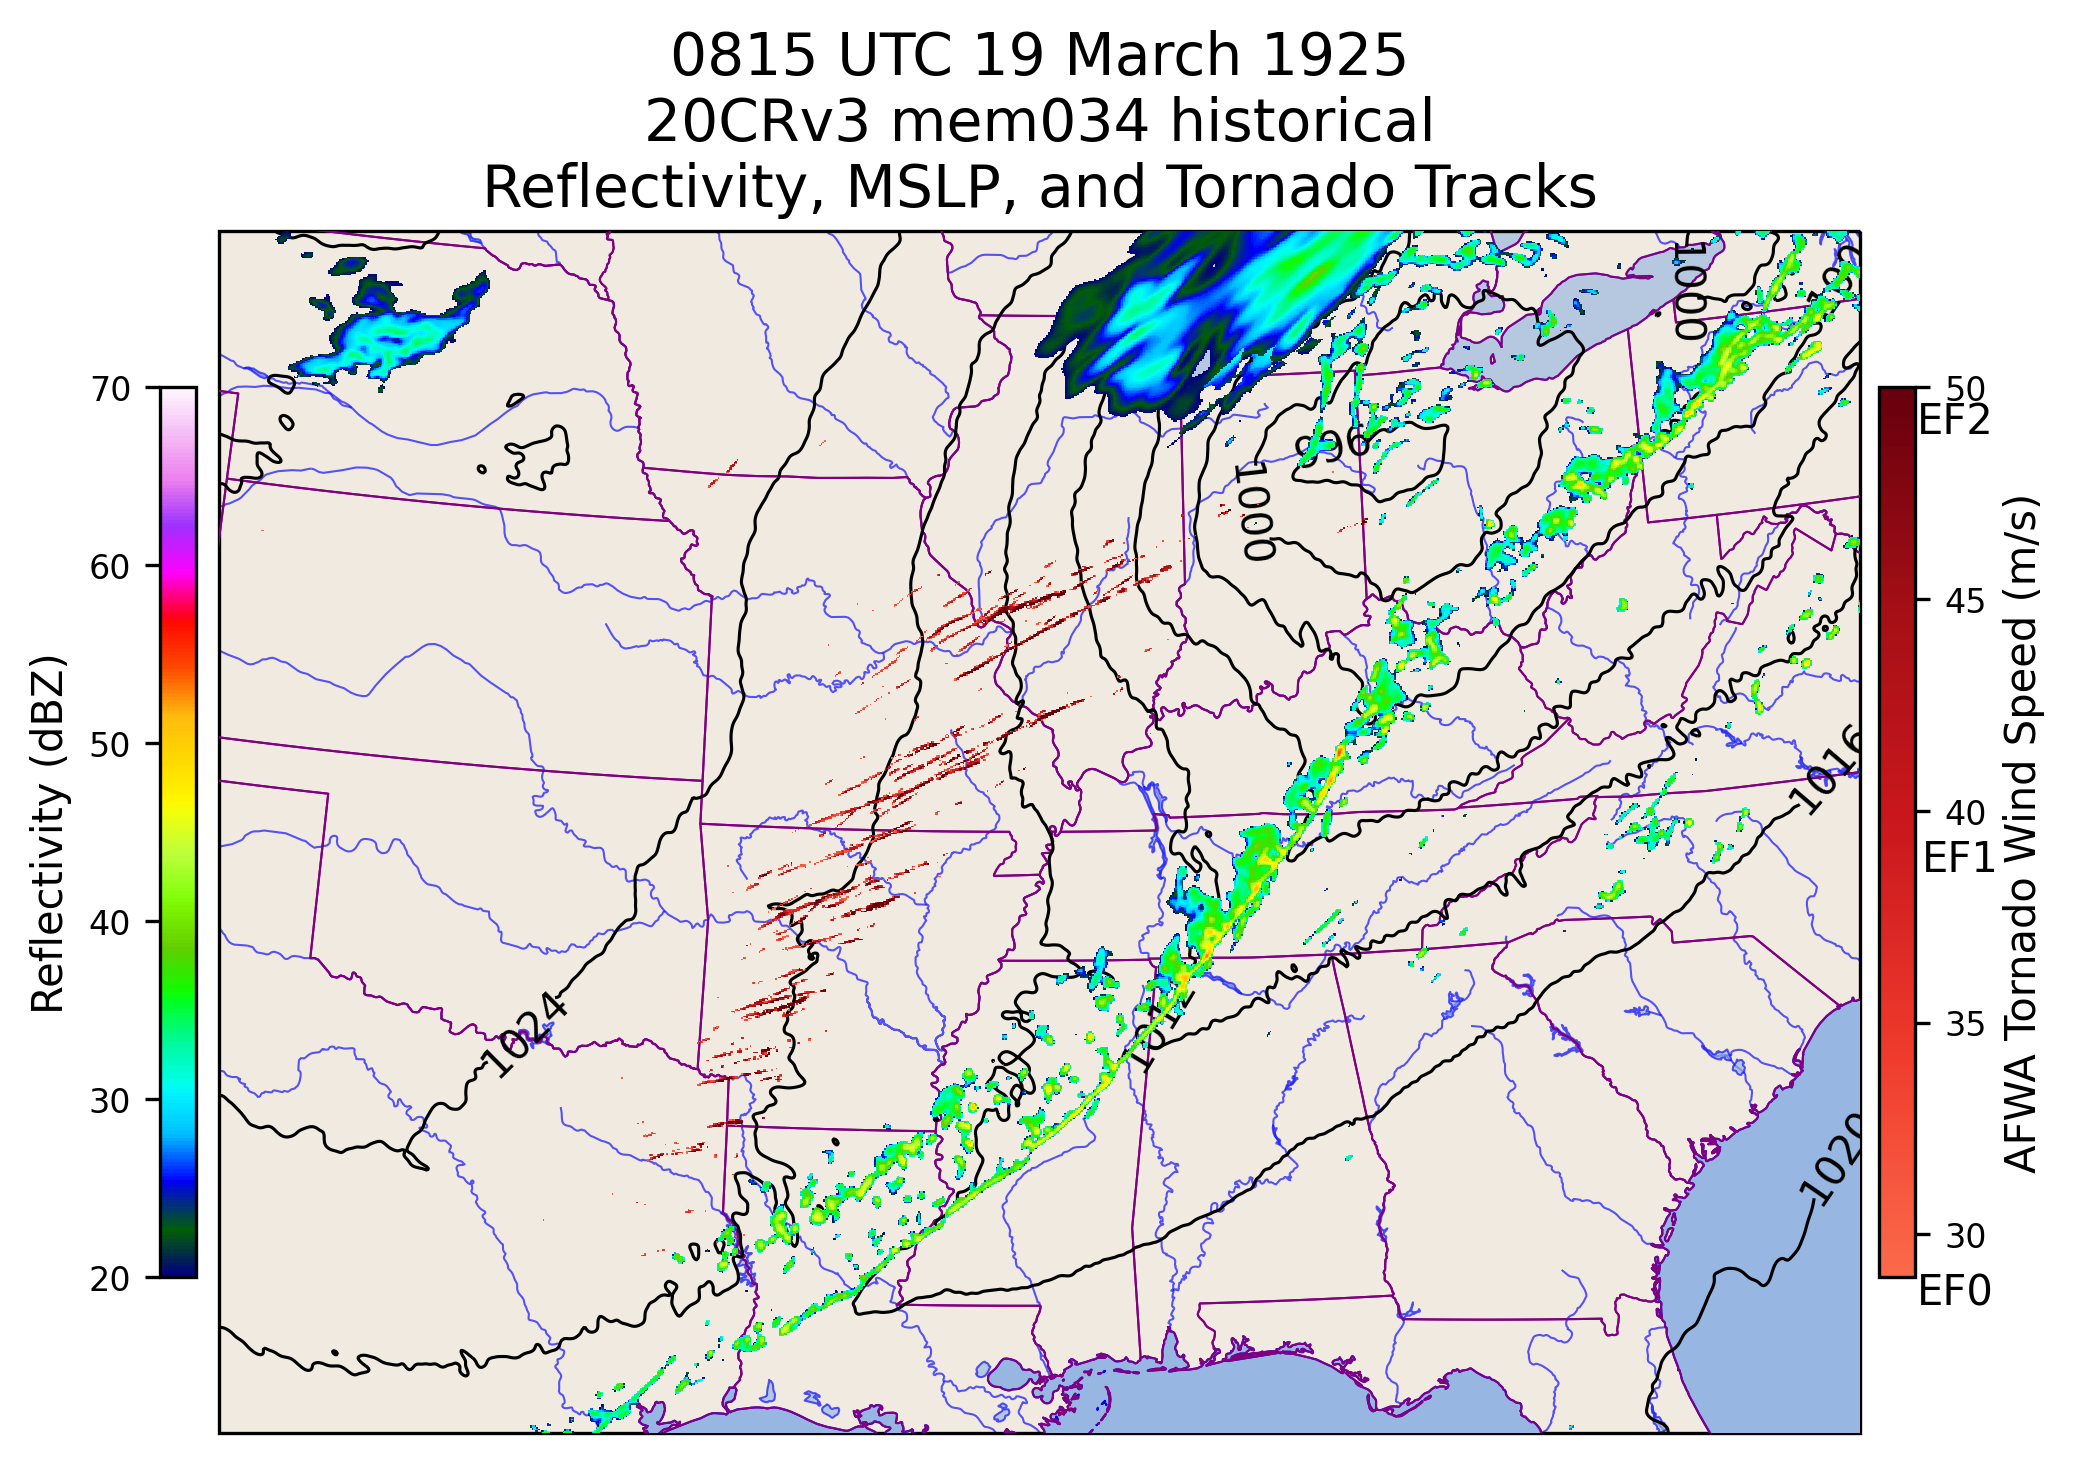 0815 UTC 19 March 1925
20CRv3 mem034 historical
Reflectivity, MSLP, and Tornado Tracks
Reflectivity (dBZ)
70
60
50
40
30
20
1000
996
1000
1024
1012
1016
1020
50
EF2
45
40
EF1
35
30
EF0
AFWA Tornado Wind Speed (m/s)